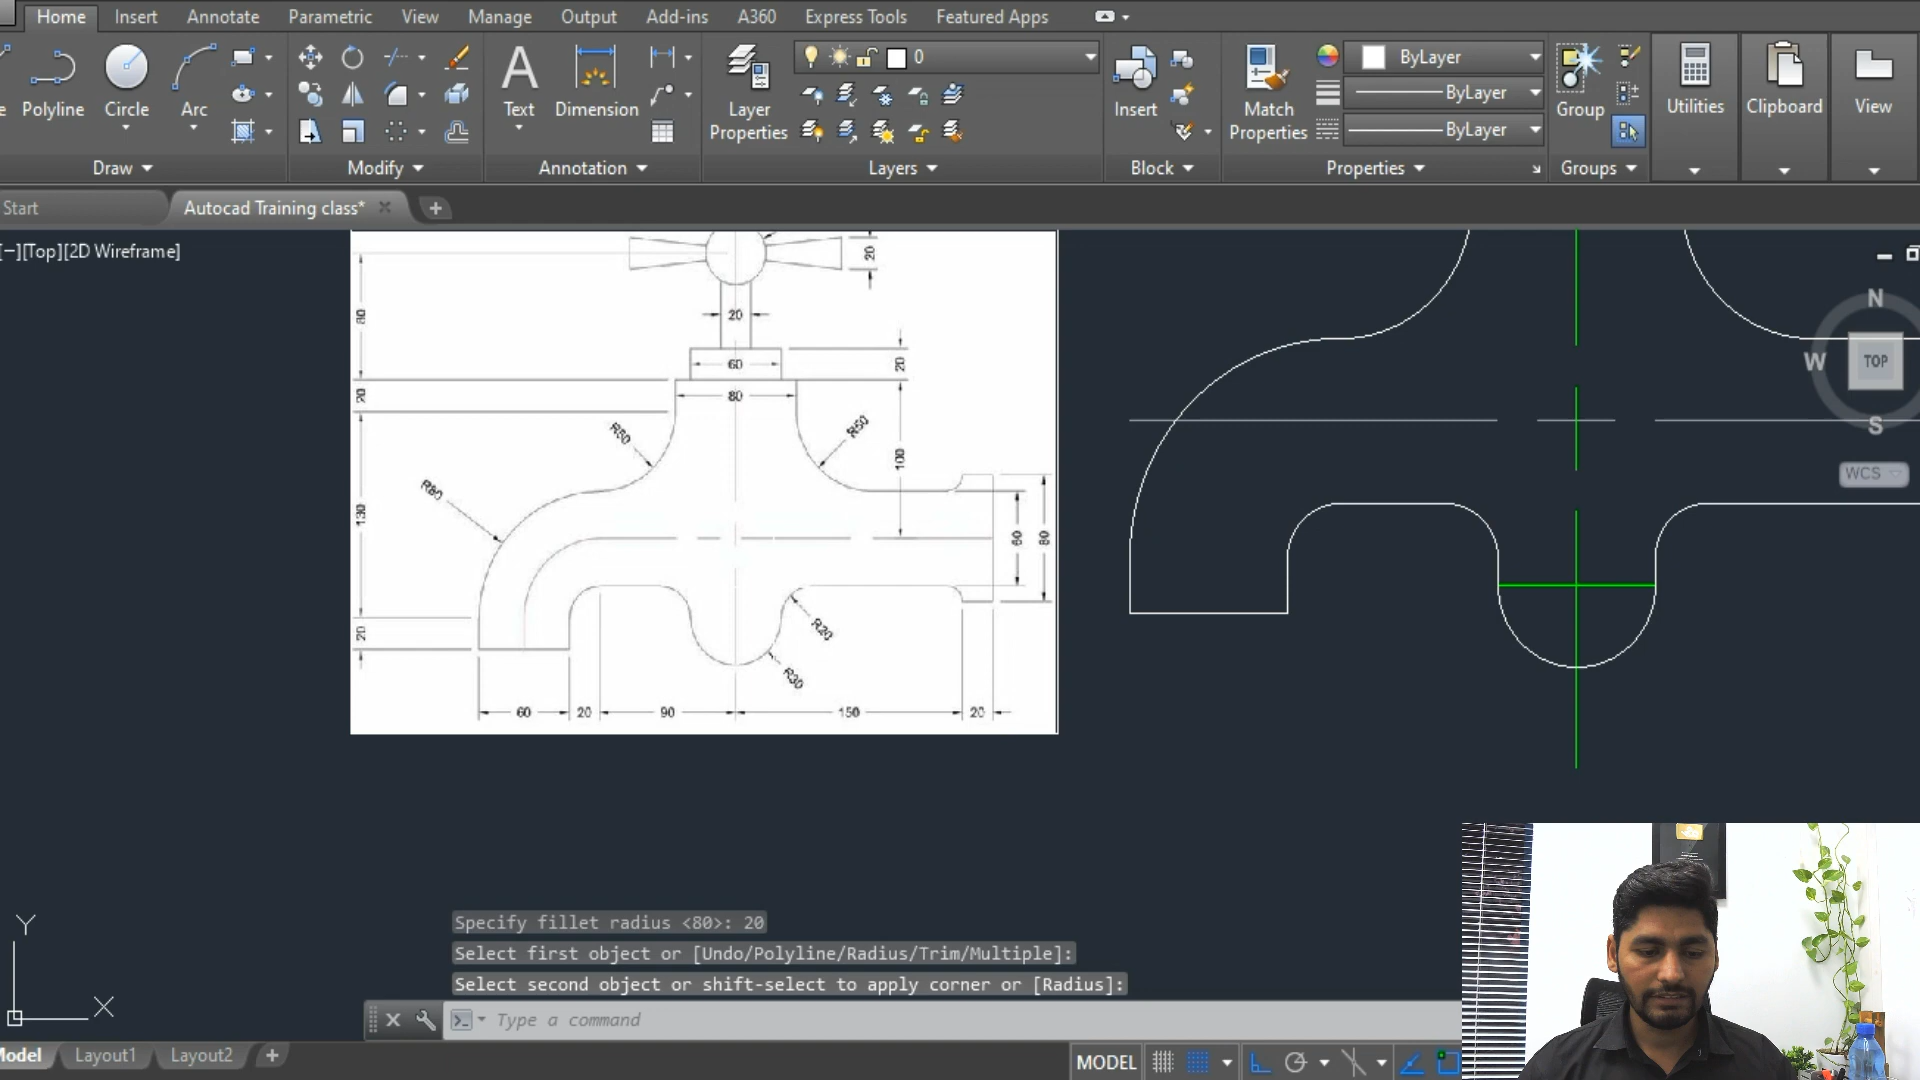 Home Insert Annotate Parametric View Manage Output Add-ins A360 Express Tools Featured Apps
Polyline Circle Arc
Text Dimension
Layer Properties
0
Insert
Match Properties
ByLayer
ByLayer
ByLayer
Group
Utilities Clipboard View
Draw Modify Annotation Layers Block Properties Groups
Start Autocad Training class* +
[−][Top][2D Wireframe]
20
80
20
60
20
20
80
R50
R50
100
R80
130
60
80
20
R20
R30
60 20 90 150 20
N
W TOP
S
WCS
Specify fillet radius <80>: 20
Select first object or [Undo/Polyline/Radius/Trim/Multiple]:
Select second object or shift-select to apply corner or [Radius]:
Type a command
Y
X
Model Layout1 Layout2 +
MODEL